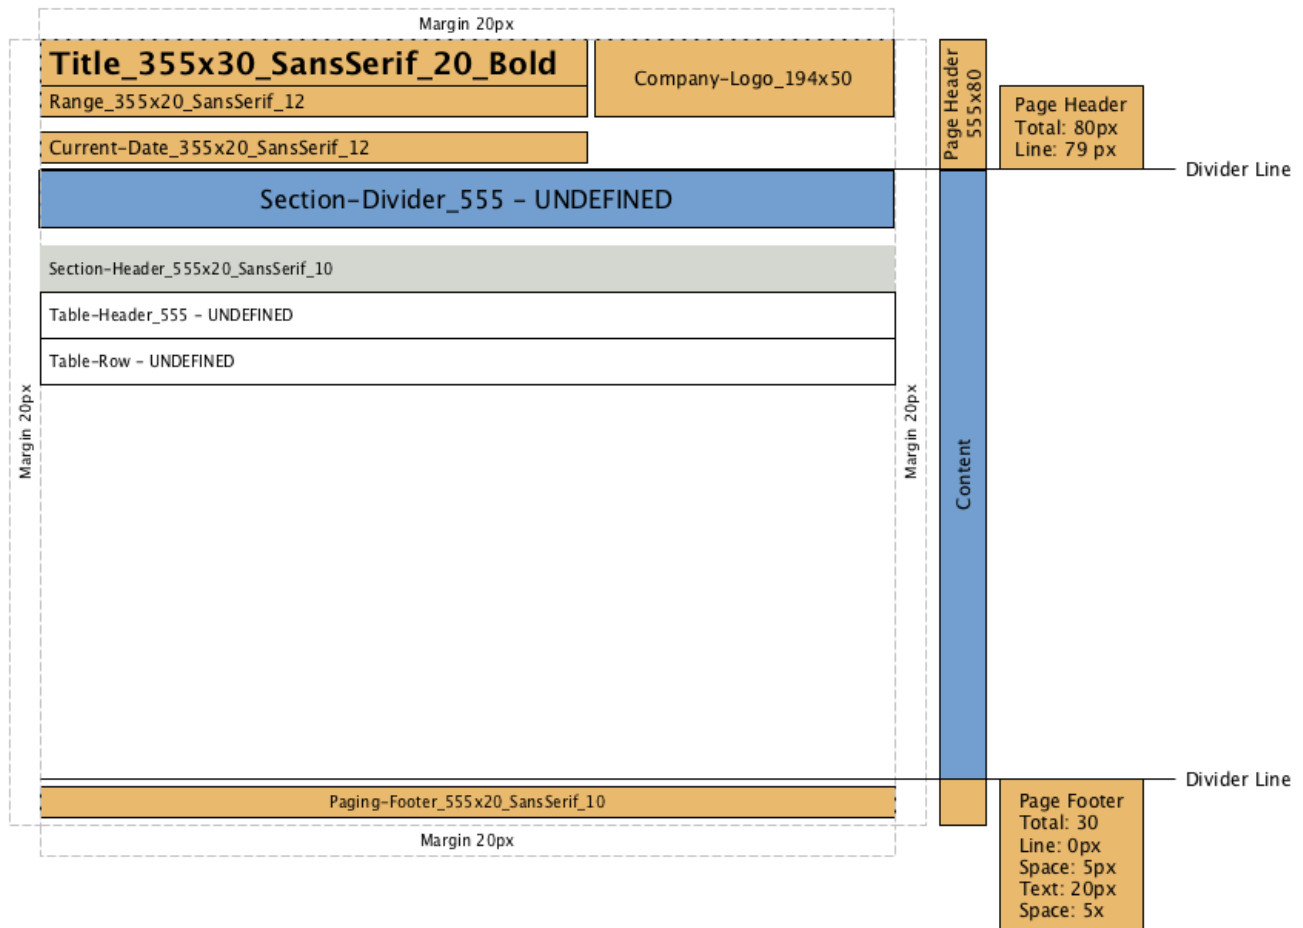 Margin 20px
Title_355x30_SansSerif_20_Bold
Company-Logo_194x50
Range_355x20_SansSerif_12
Current-Date_355x20_SansSerif_12
Page Header
555x80
Page Header
Total: 80px
Line: 79 px
Divider Line
Section-Divider_555 - UNDEFINED
Section-Header_555x20_SansSerif_10
Table-Header_555 - UNDEFINED
Table-Row - UNDEFINED
Margin 20px
Margin 20px
Content
Divider Line
Paging-Footer_555x20_SansSerif_10
Margin 20px
Page Footer
Total: 30
Line: 0px
Space: 5px
Text: 20px
Space: 5x